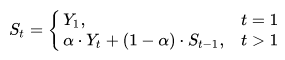 S_t = { Y_1, t = 1
α · Y_t + (1 − α) · S_{t−1}, t > 1